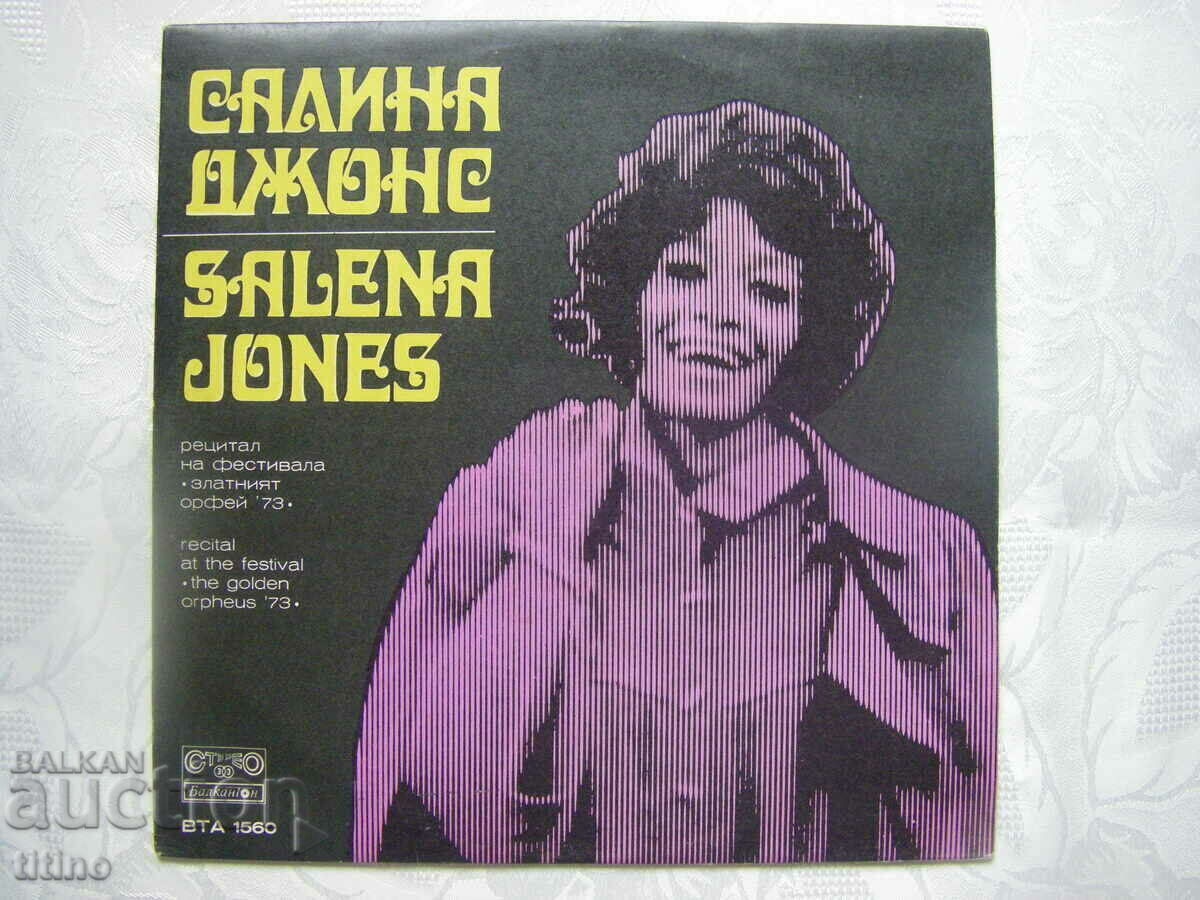 САЛИНА
ДЖОНС
SALENA
JONES
рецитал
на фестивала
•златният
орфей '73•
recital
at the festival
•the golden
orpheus '73•
СТЕРЕО
33
Балкантон
ВТА 1560
BALKAN
auction
titino